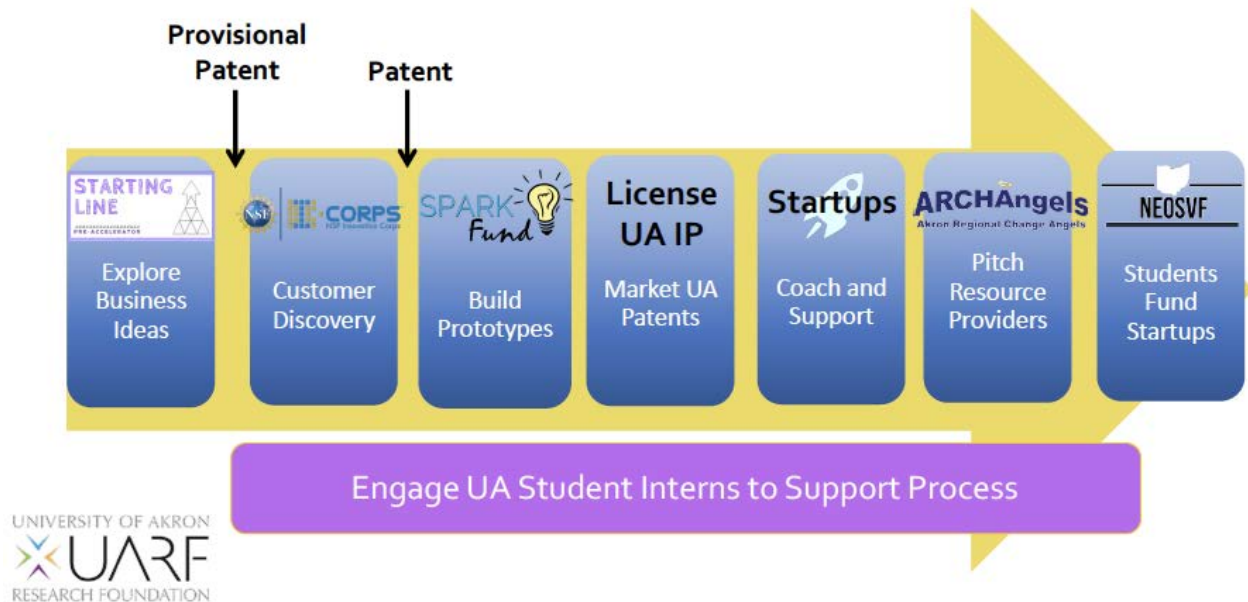 Provisional
Patent
Patent
STARTING
LINE
PRE-ACCELERATOR
Explore
Business
Ideas
NSF
I-CORPS
NSF Innovation Corps
Customer
Discovery
SPARK
Fund
Build
Prototypes
License
UA IP
Market UA
Patents
Startups
Coach and
Support
ARCHAngels
Akron Regional Change Angels
Pitch
Resource
Providers
NEOSVF
Students
Fund
Startups
Engage UA Student Interns to Support Process
UNIVERSITY OF AKRON
UARF
RESEARCH FOUNDATION